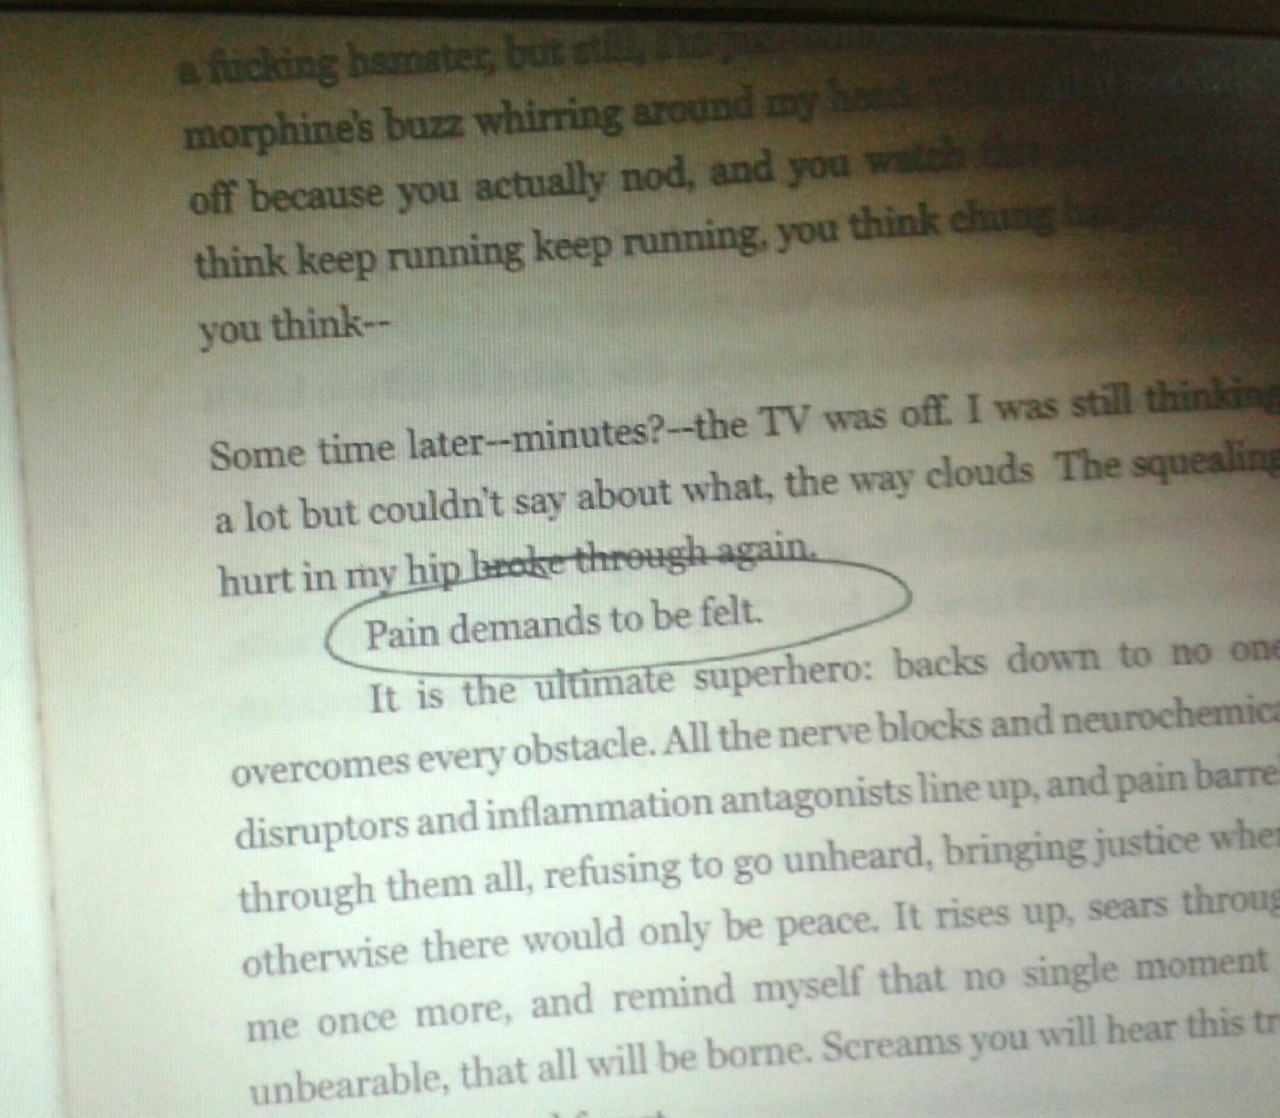 a fucking hamster, but still, I'm just
morphine's buzz whirring around my head.
off because you actually nod, and you watch this
think keep running keep running, you think chung
you think--
Some time later--minutes?--the TV was off. I was still thinking
a lot but couldn't say about what, the way clouds The squealing
hurt in my hip broke through again.
Pain demands to be felt.
It is the ultimate superhero: backs down to no one
overcomes every obstacle. All the nerve blocks and neurochemica
disruptors and inflammation antagonists line up, and pain barre
through them all, refusing to go unheard, bringing justice whe
otherwise there would only be peace. It rises up, sears throug
me once more, and remind myself that no single moment
unbearable, that all will be borne. Screams you will hear this tr